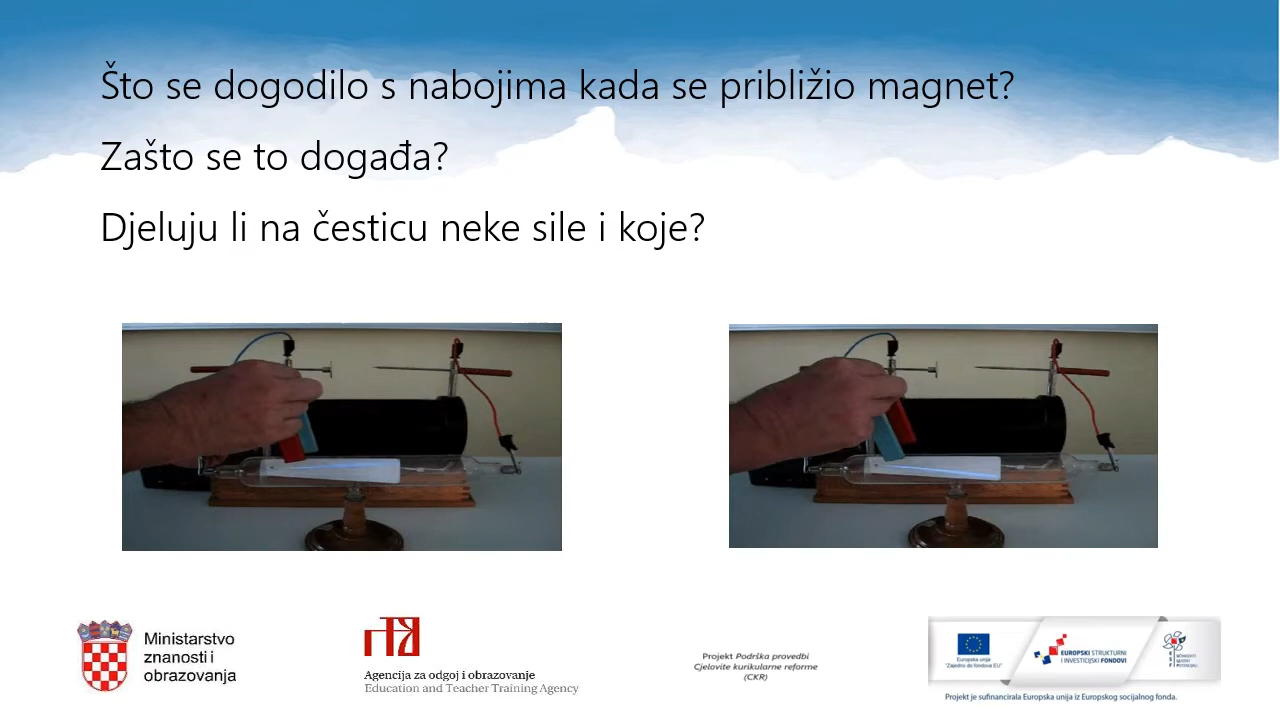 Što se dogodilo s nabojima kada se približio magnet?
Zašto se to događa?
Djeluju li na česticu neke sile i koje?
Ministarstvo
znanosti i
obrazovanja
Agencija za odgoj i obrazovanje
Education and Teacher Training Agency
Projekt Podrška provedbi
Cjelovite kurikularne reforme
(CKR)
Europska unija
"Zajedno do fondova EU"
EUROPSKI STRUKTURNI
I INVESTICIJSKI FONDOVI
Projekt je sufinancirala Europska unija iz Europskog socijalnog fonda.